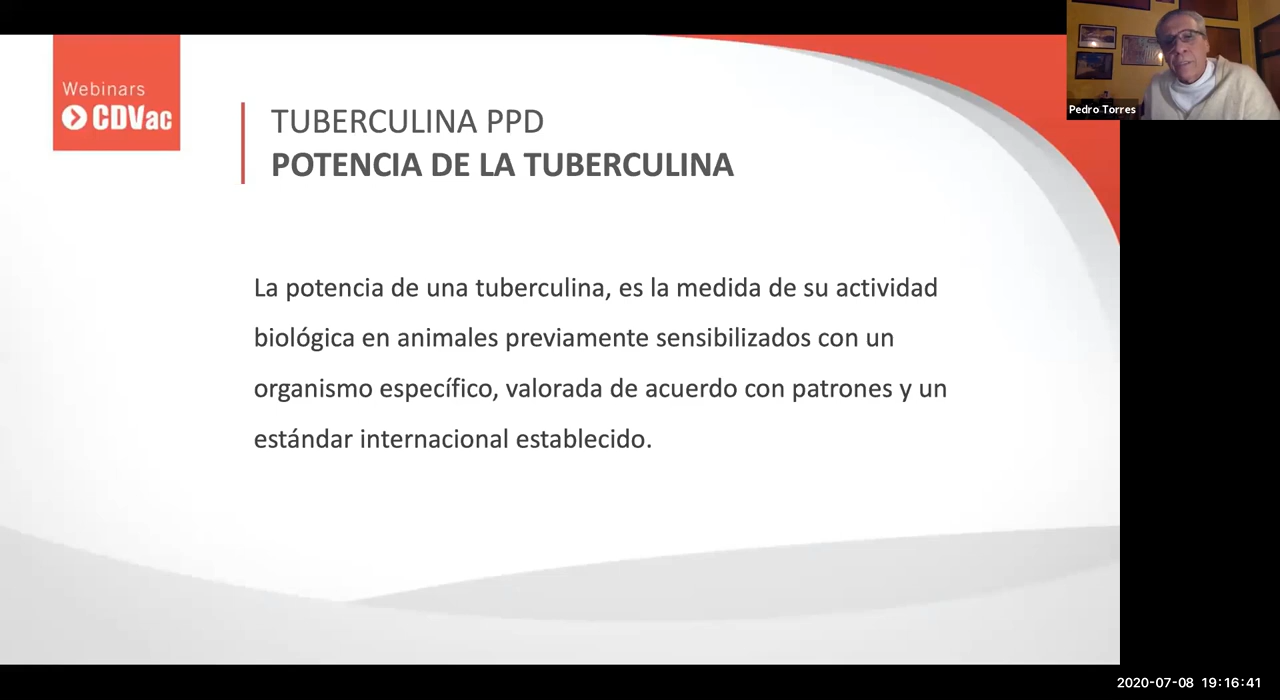 Webinars
CDVac
TUBERCULINA PPD
POTENCIA DE LA TUBERCULINA
Pedro Torres
La potencia de una tuberculina, es la medida de su actividad
biológica en animales previamente sensibilizados con un
organismo específico, valorada de acuerdo con patrones y un
estándar internacional establecido.
2020-07-08 19:16:41